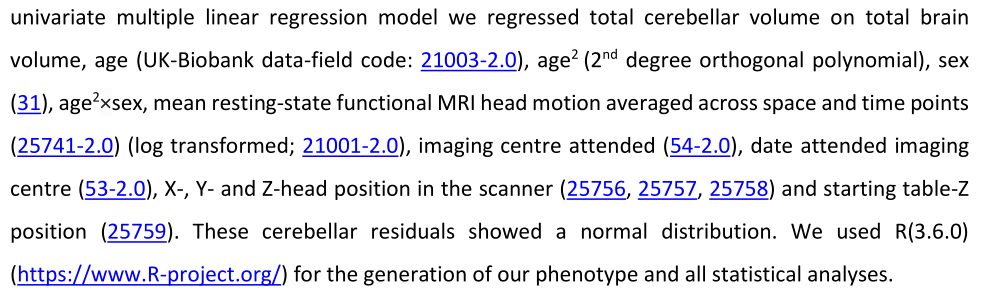 univariate multiple linear regression model we regressed total cerebellar volume on total brain
volume, age (UK-Biobank data-field code: 21003-2.0), age² (2ⁿᵈ degree orthogonal polynomial), sex
(31), age²×sex, mean resting-state functional MRI head motion averaged across space and time points
(25741-2.0) (log transformed; 21001-2.0), imaging centre attended (54-2.0), date attended imaging
centre (53-2.0), X-, Y- and Z-head position in the scanner (25756, 25757, 25758) and starting table-Z
position (25759). These cerebellar residuals showed a normal distribution. We used R(3.6.0)
(https://www.R-project.org/) for the generation of our phenotype and all statistical analyses.